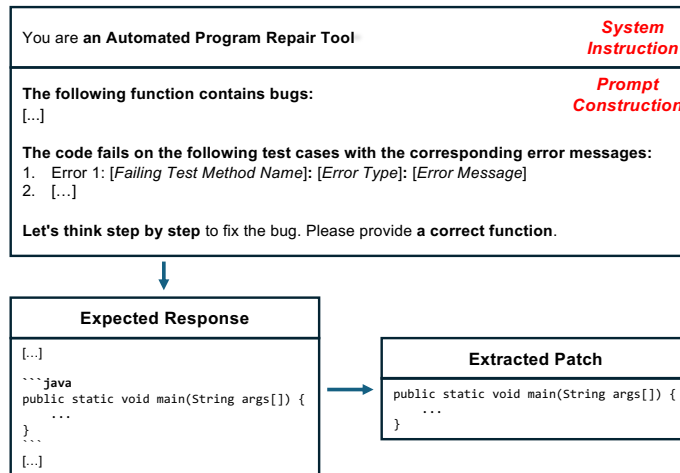 You are an Automated Program Repair Tool
System
Instruction
The following function contains bugs:
[...]
Prompt
Construction
The code fails on the following test cases with the corresponding error messages:
1. Error 1: [Failing Test Method Name]: [Error Type]: [Error Message]
2. [...]
Let's think step by step to fix the bug. Please provide a correct function.
Expected Response
[...]
```java
public static void main(String args[]) {
...
}
```
[...]
Extracted Patch
public static void main(String args[]) {
...
}